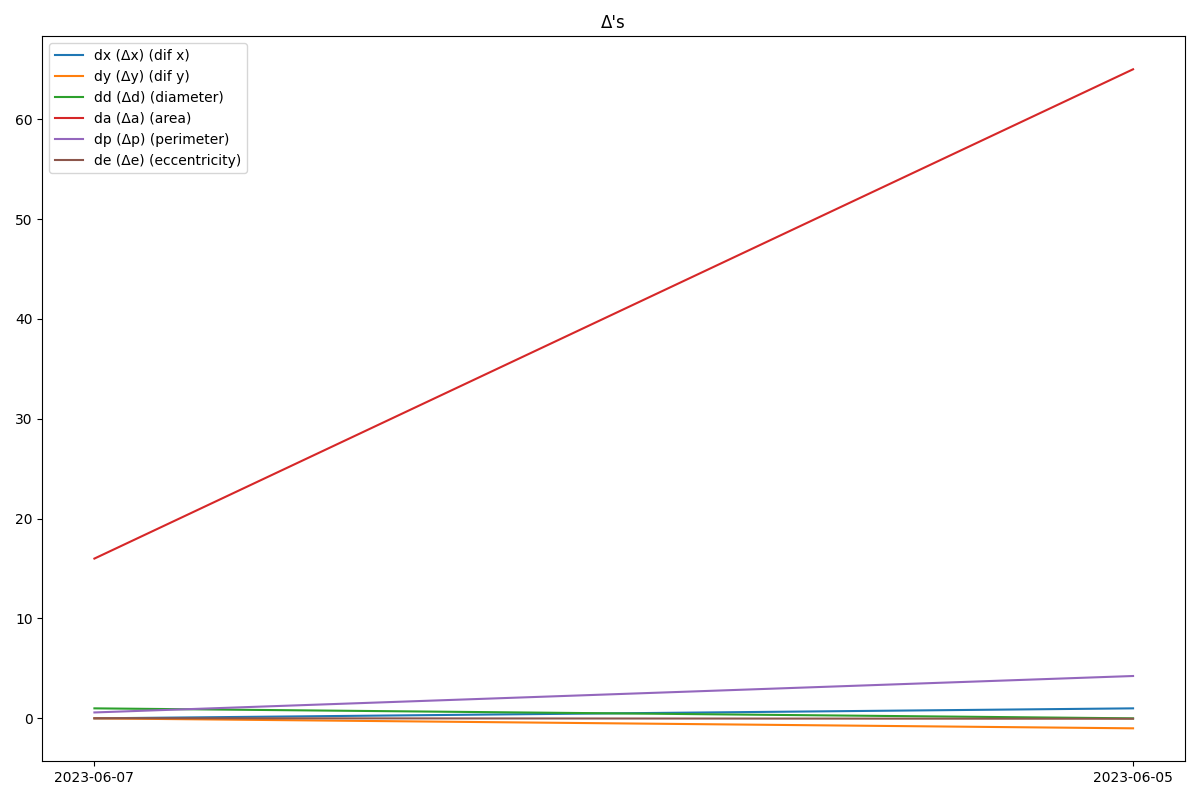 Δ's
dx (Δx) (dif x)
dy (Δy) (dif y)
dd (Δd) (diameter)
da (Δa) (area)
dp (Δp) (perimeter)
de (Δe) (eccentricity)
60
50
40
30
20
10
0
2023-06-07 2023-06-05